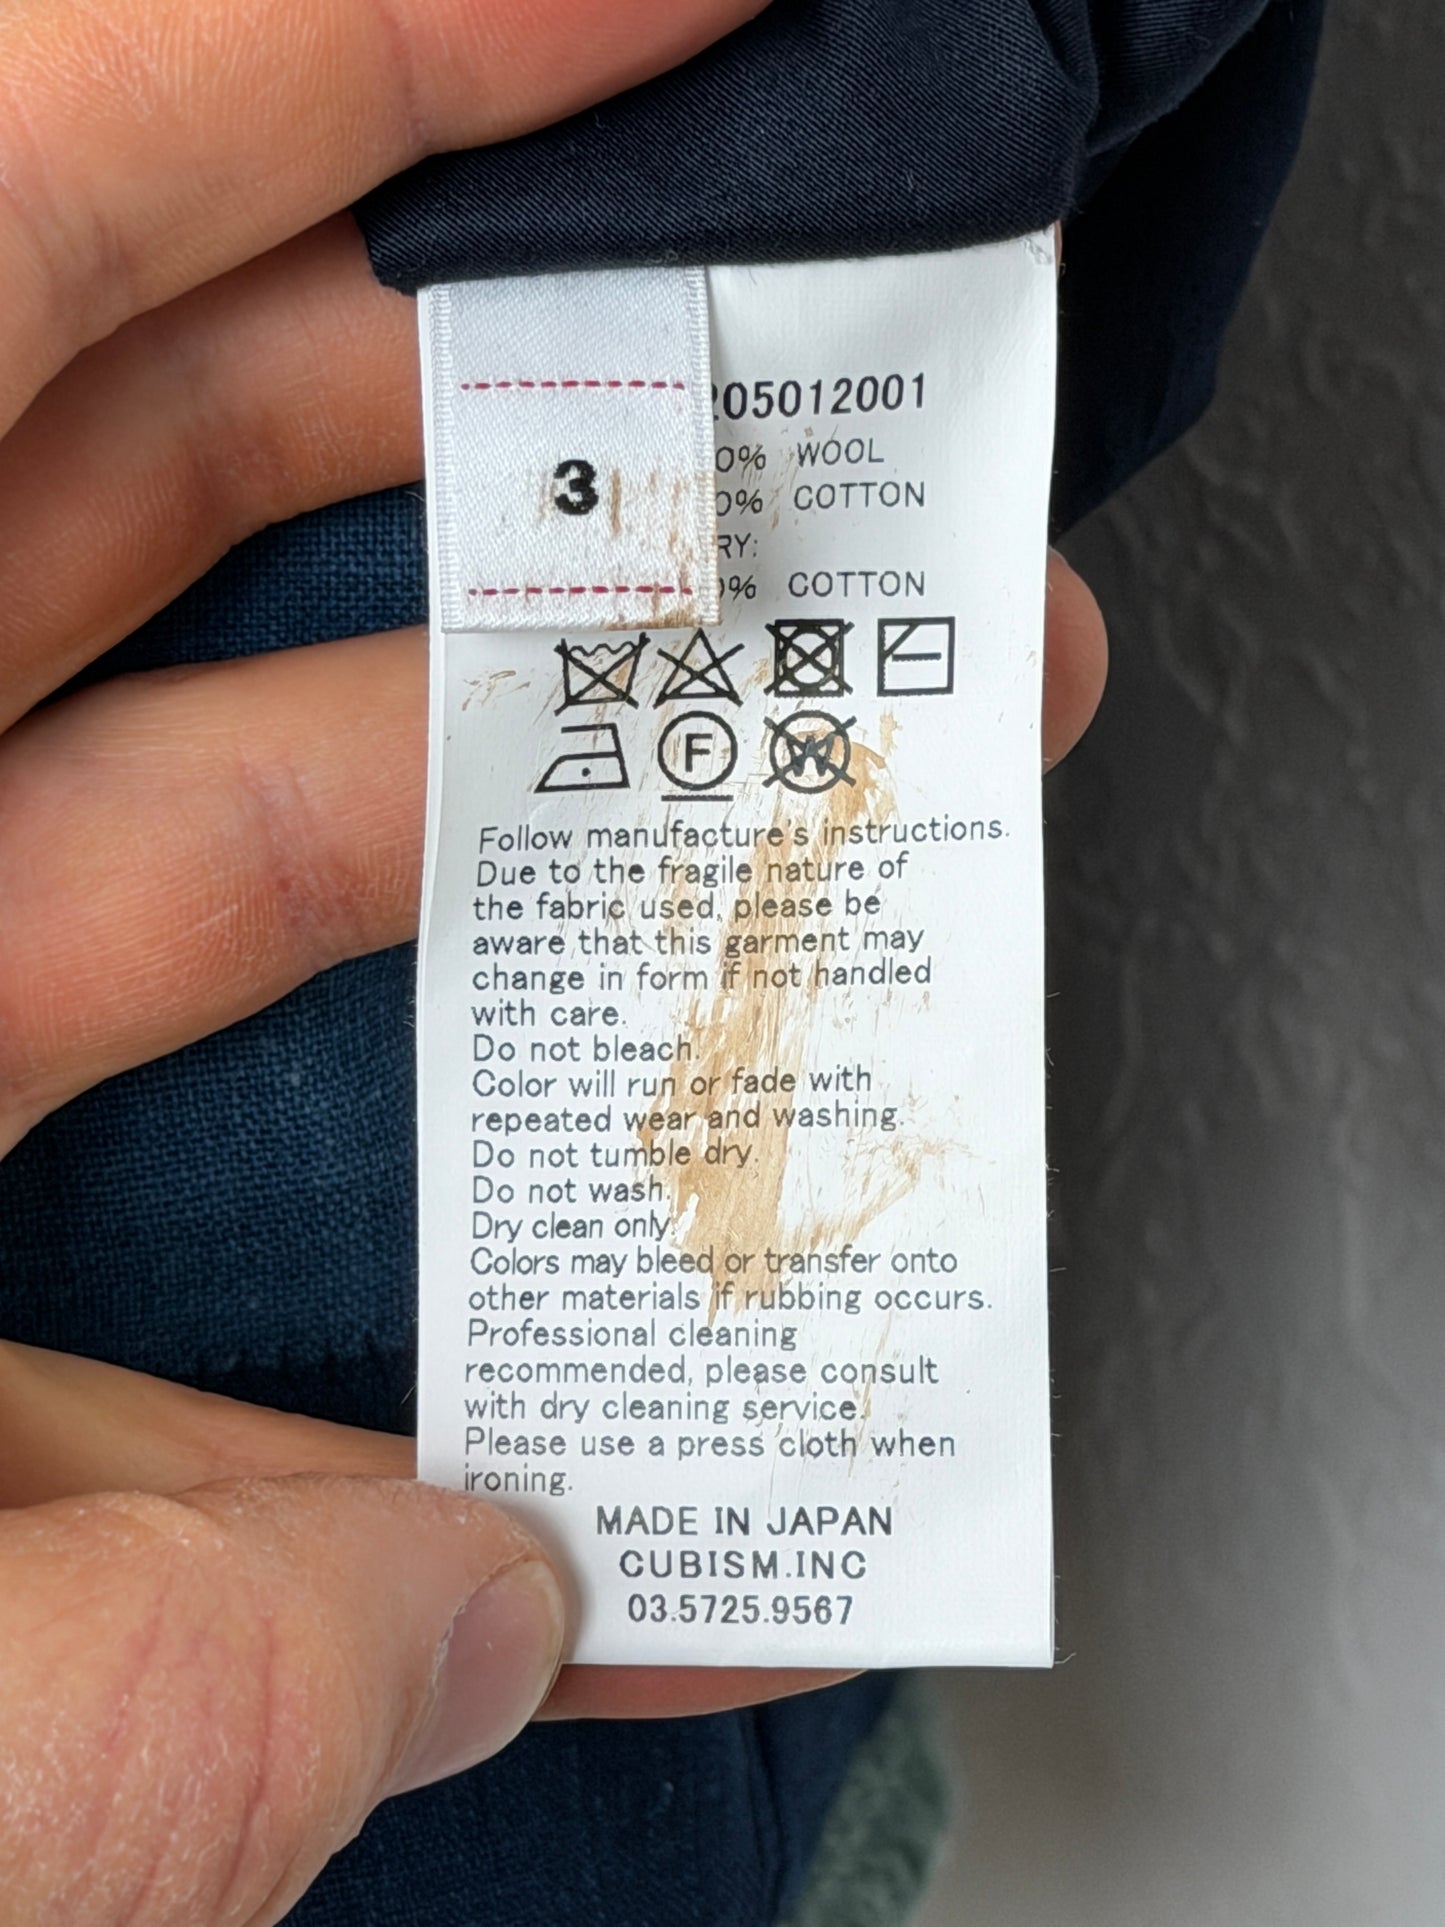 3
205012001
0% WOOL
0% COTTON
RY:
0% COTTON
F
W
Follow manufacture's instructions.
Due to the fragile nature of
the fabric used, please be
aware that this garment may
change in form if not handled
with care.
Do not bleach.
Color will run or fade with
repeated wear and washing.
Do not tumble dry.
Do not wash.
Dry clean only.
Colors may bleed or transfer onto
other materials if rubbing occurs.
Professional cleaning
recommended, please consult
with dry cleaning service.
Please use a press cloth when
ironing.
MADE IN JAPAN
CUBISM.INC
03.5725.9567